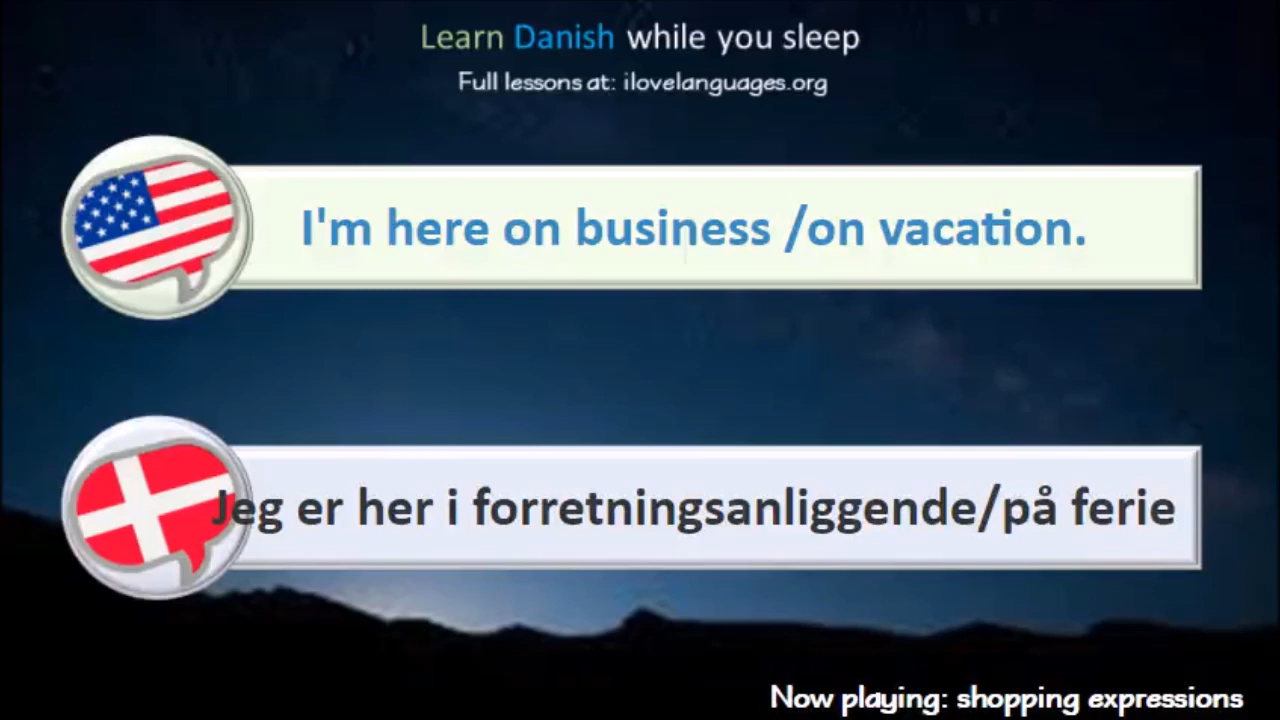 Learn Danish while you sleep
Full lessons at: ilovelanguages.org
I'm here on business /on vacation.
Jeg er her i forretningsanliggende/på ferie
Now playing: shopping expressions